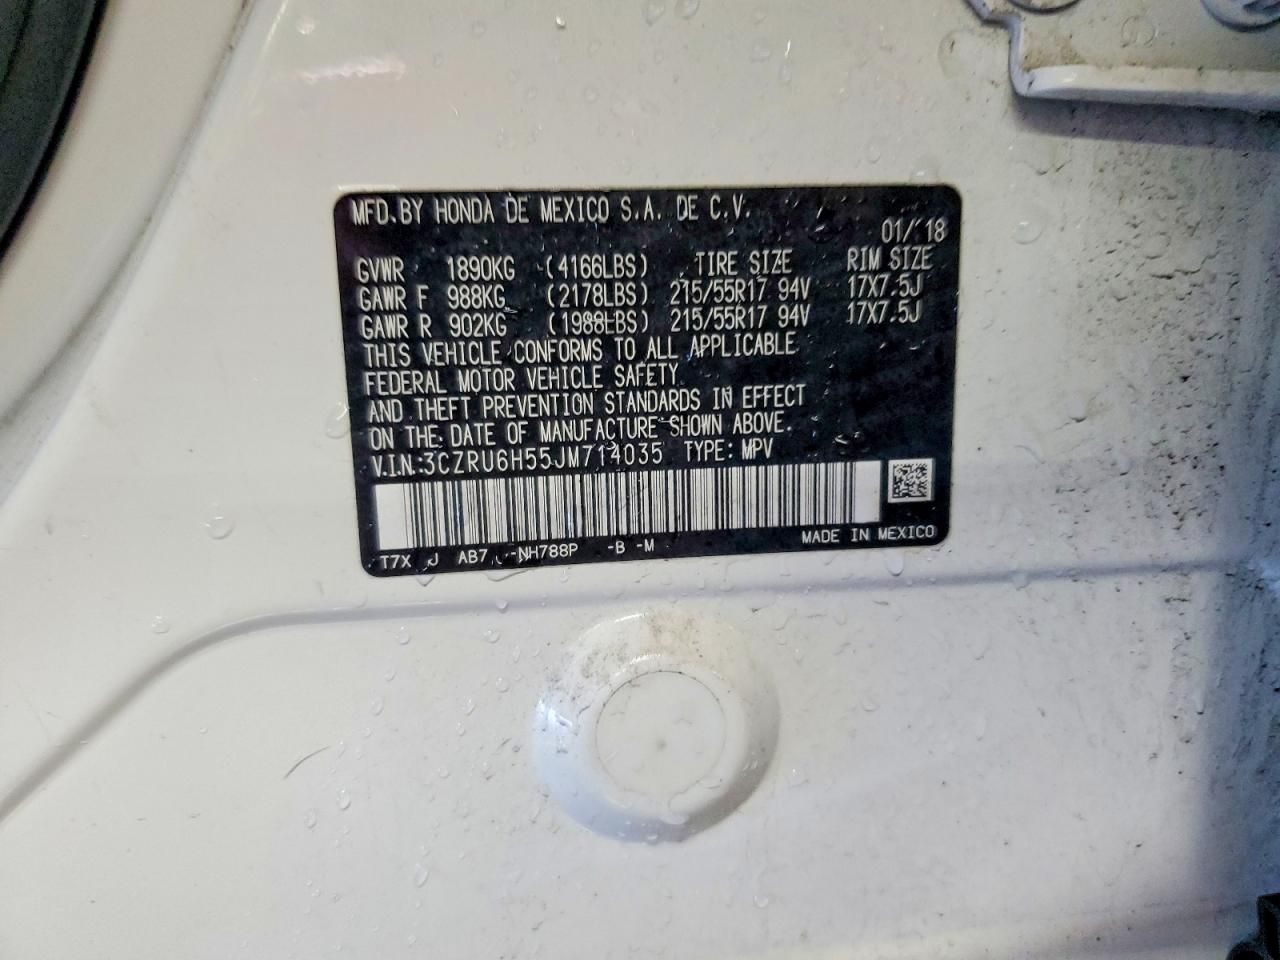 MFD.BY HONDA DE MEXICO S.A. DE C.V.
01/18
GVWR 1890KG (4166LBS) TIRE SIZE RIM SIZE
GAWR F 988KG (2178LBS) 215/55R17 94V 17X7.5J
GAWR R 902KG (1988LBS) 215/55R17 94V 17X7.5J
THIS VEHICLE CONFORMS TO ALL APPLICABLE
FEDERAL MOTOR VEHICLE SAFETY
AND THEFT PREVENTION STANDARDS IN EFFECT
ON THE DATE OF MANUFACTURE SHOWN ABOVE.
V.I.N:3CZRU6H55JM714035 TYPE: MPV
T7X J AB7 -NH788P -B -M MADE IN MEXICO